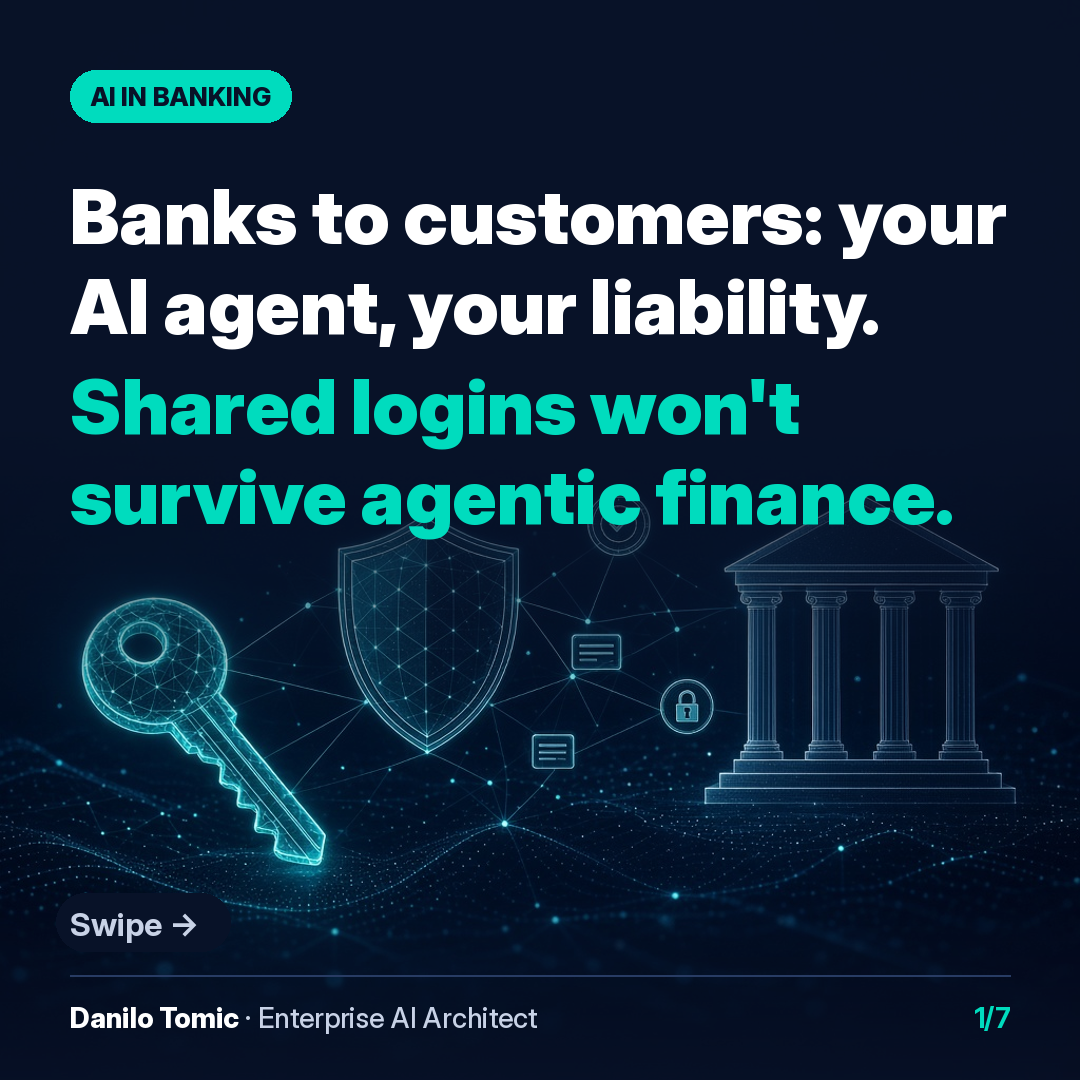 AI IN BANKING
Banks to customers: your
AI agent, your liability.
Shared logins won't
survive agentic finance.
Swipe →
Danilo Tomic · Enterprise AI Architect
1/7